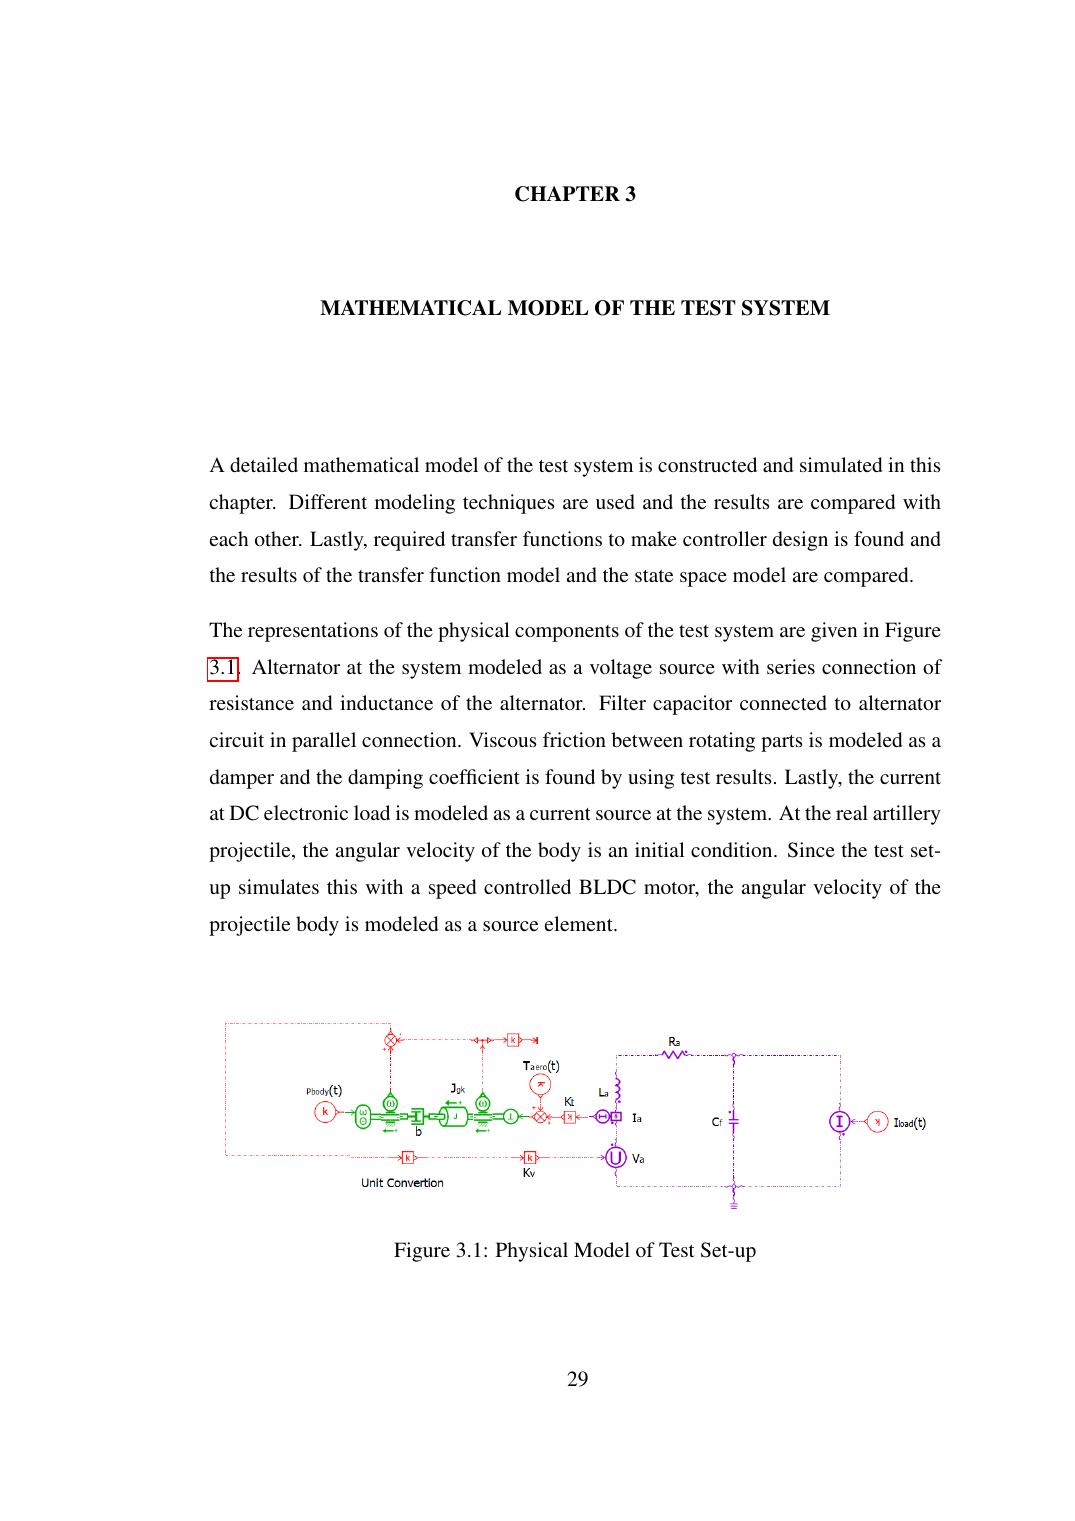 CHAPTER 3
MATHEMATICAL MODEL OF THE TEST SYSTEM
A detailed mathematical model of the test system is constructed and simulated in this
chapter. Different modeling techniques are used and the results are compared with
each other. Lastly, required transfer functions to make controller design is found and
the results of the transfer function model and the state space model are compared.
The representations of the physical components of the test system are given in Figure
3.1. Alternator at the system modeled as a voltage source with series connection of
resistance and inductance of the alternator. Filter capacitor connected to alternator
circuit in parallel connection. Viscous friction between rotating parts is modeled as a
damper and the damping coefficient is found by using test results. Lastly, the current
at DC electronic load is modeled as a current source at the system. At the real artillery
projectile, the angular velocity of the body is an initial condition. Since the test set-
up simulates this with a speed controlled BLDC motor, the angular velocity of the
projectile body is modeled as a source element.
Ra
k
Taero(t)
Pbody(t)
Jgk
La
k
ω
ω
Kt
k
ω
Θ
J
T
k
Ia
Cf
I
k
Iload(t)
b
k
k
U
Va
Kv
Unit Convertion
Figure 3.1: Physical Model of Test Set-up
29